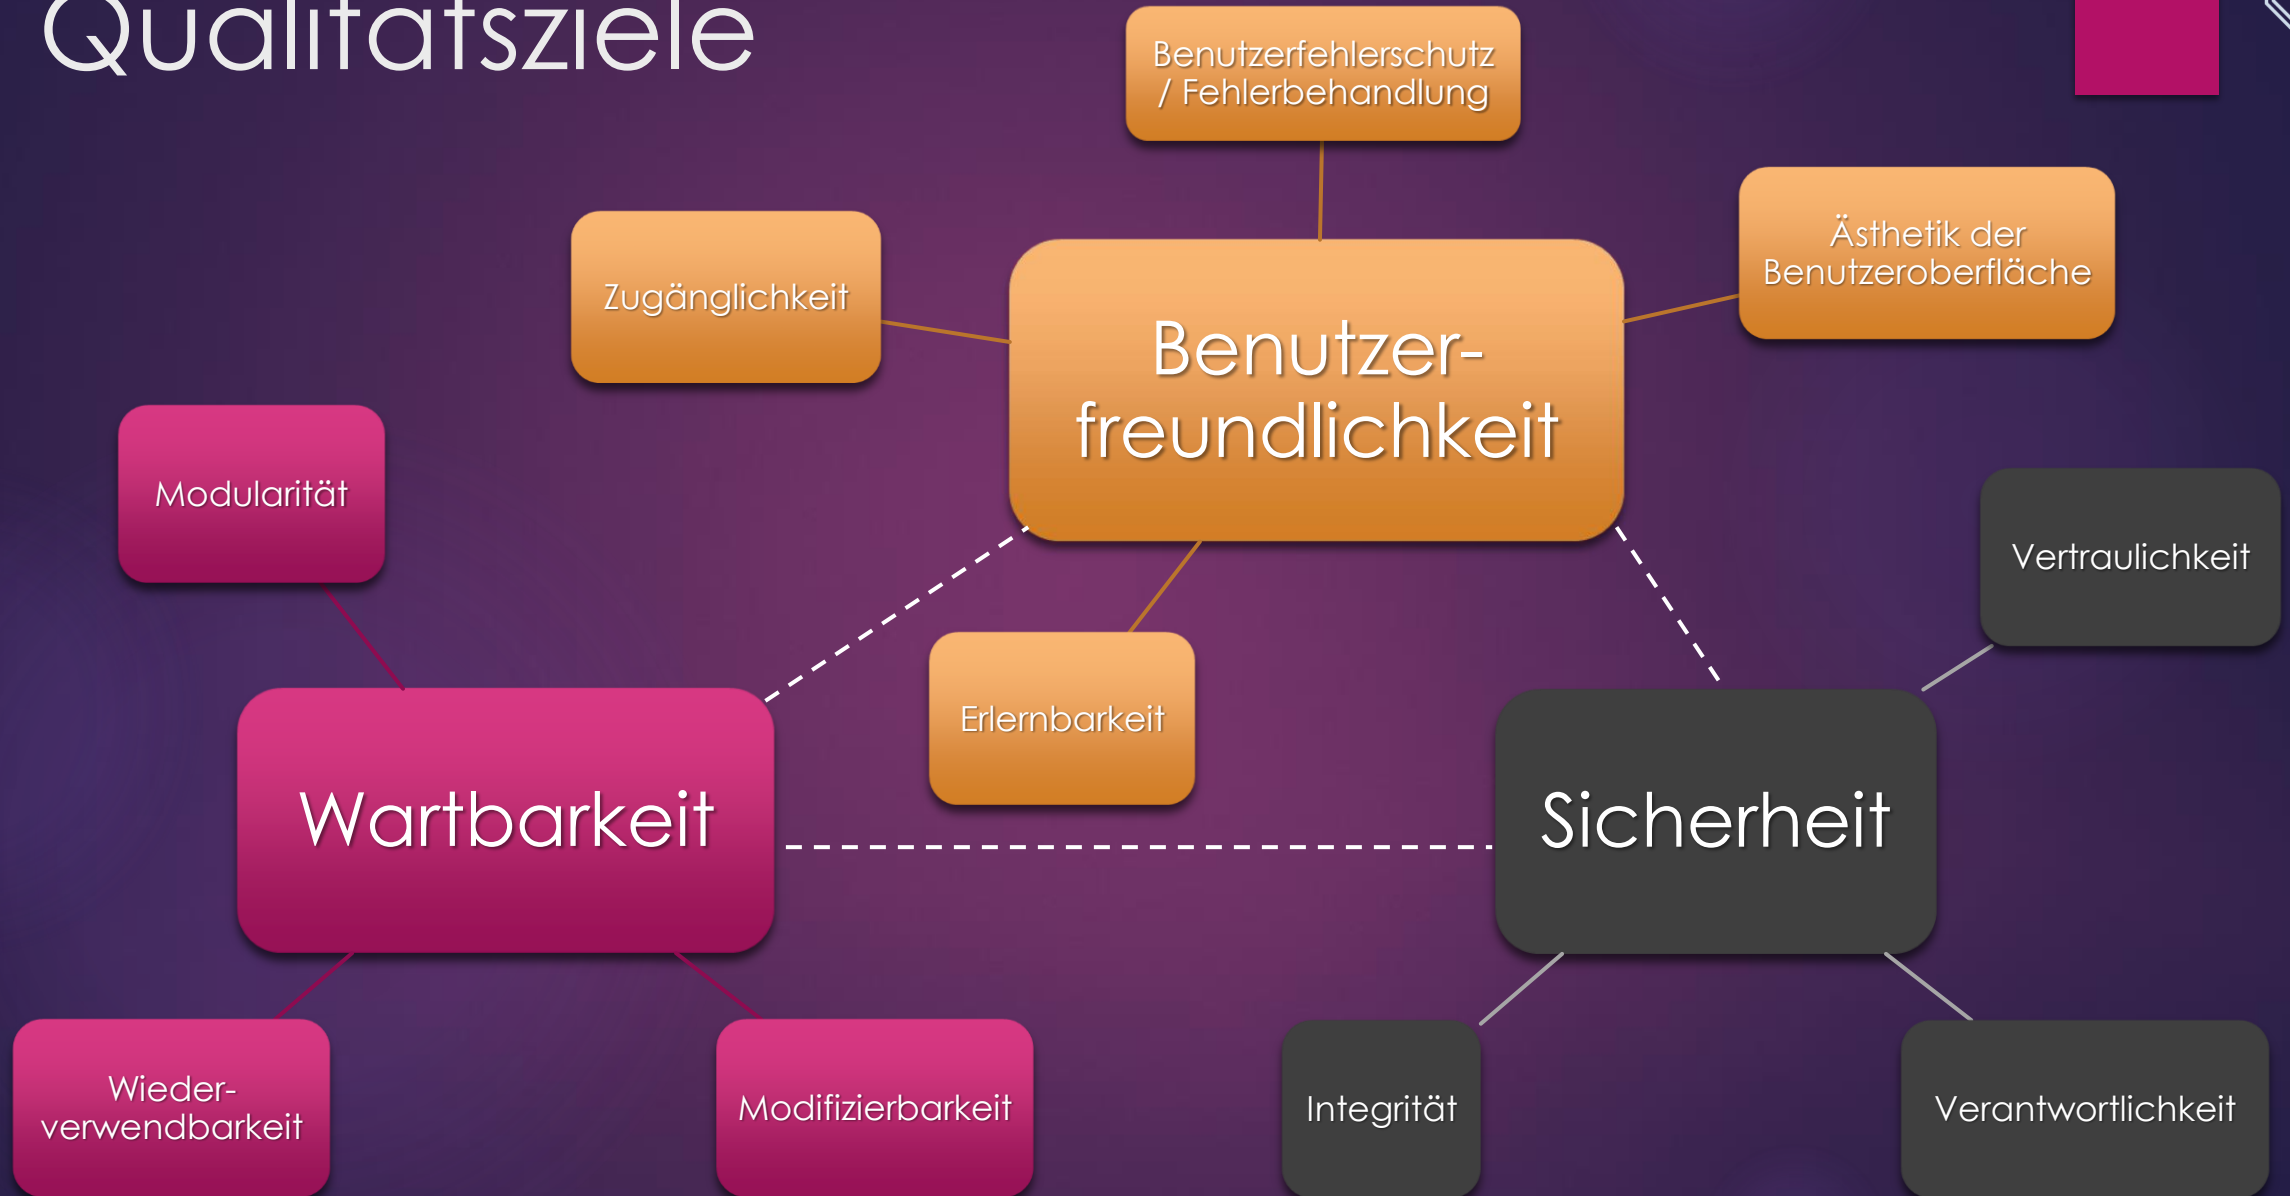 Qualitätsziele
Benutzerfehlerschutz
/ Fehlerbehandlung
Ästhetik der
Benutzeroberfläche
Zugänglichkeit
Benutzer-
freundlichkeit
Modularität
Vertraulichkeit
Erlernbarkeit
Wartbarkeit
Sicherheit
Wieder-
verwendbarkeit
Modifizierbarkeit
Integrität
Verantwortlichkeit